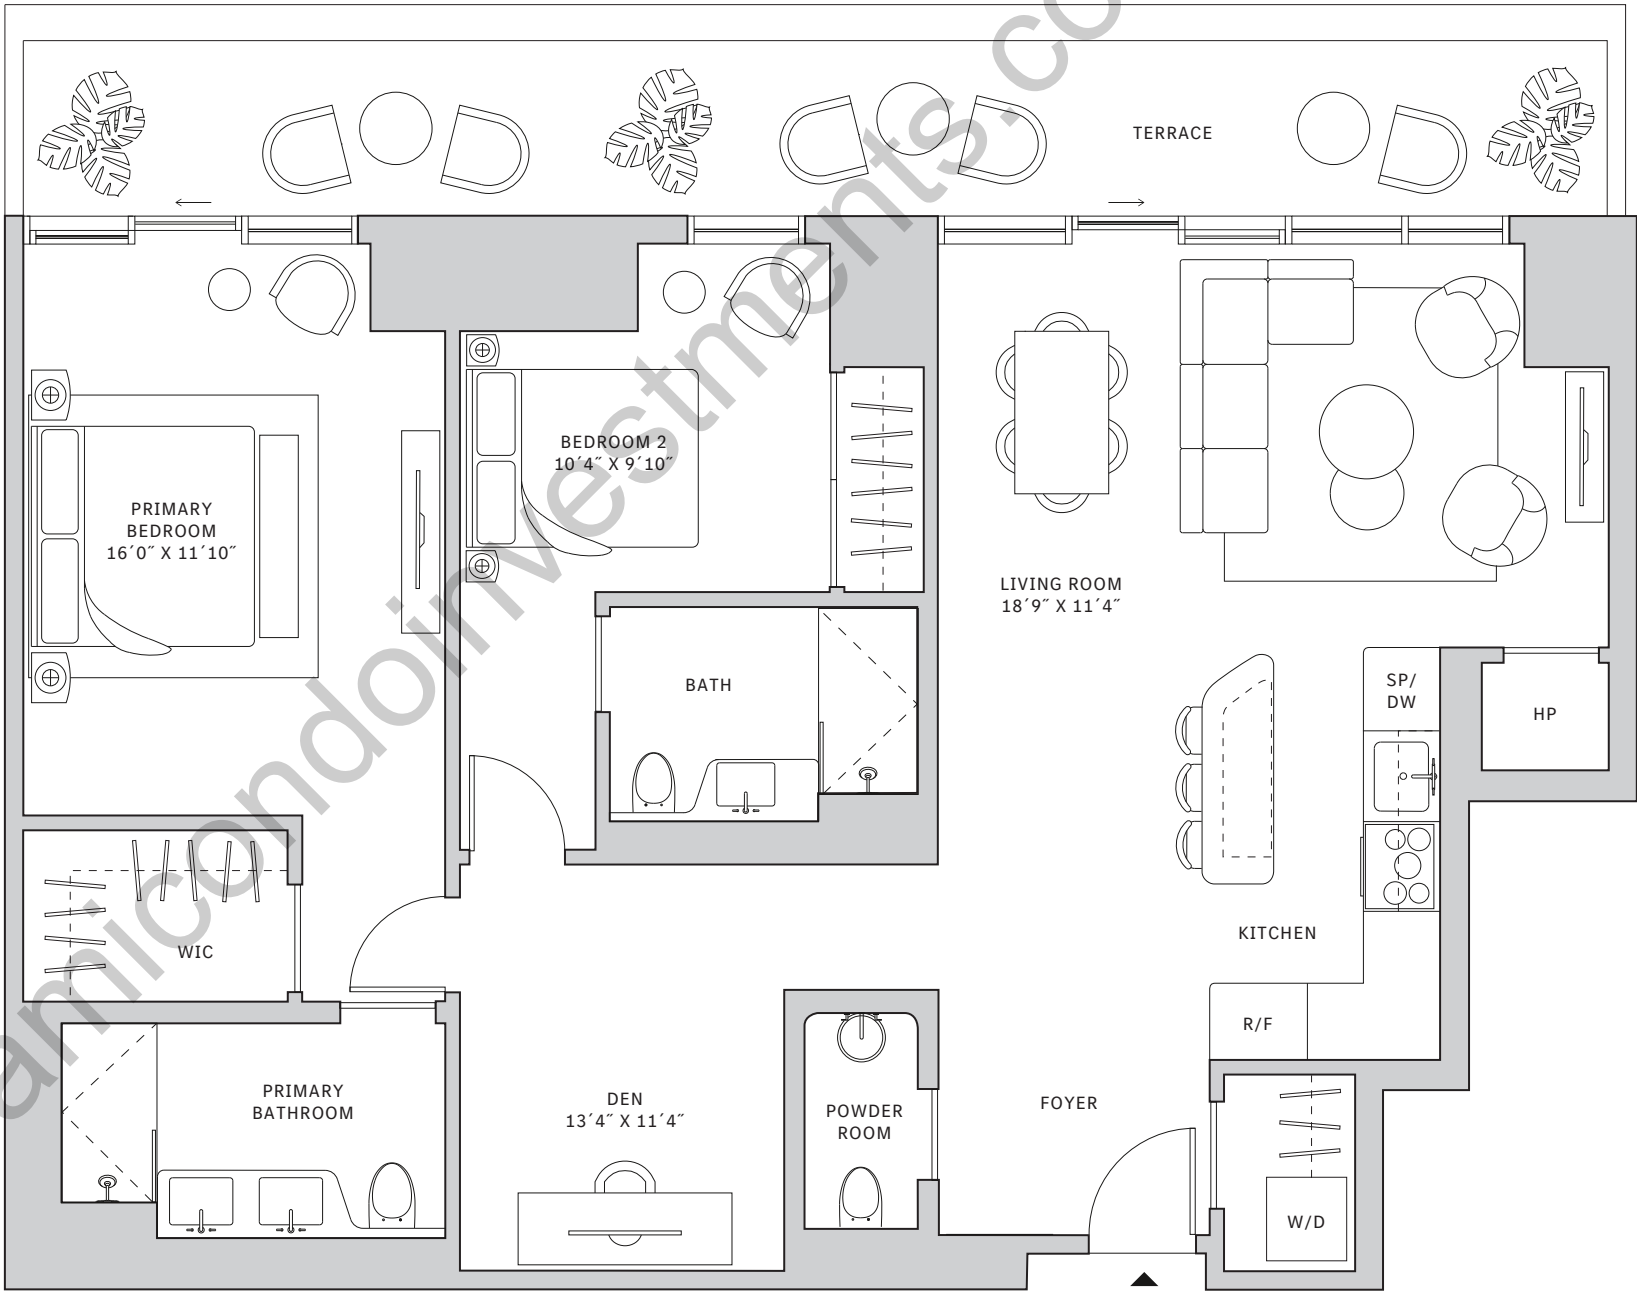 TERRACE
BEDROOM 2
10´4˝ X 9´10˝
PRIMARY
BEDROOM
16´0˝ X 11´10˝
LIVING ROOM
18´9˝ X 11´4˝
BATH
SP/
DW
HP
KITCHEN
WIC
R/F
PRIMARY
BATHROOM
DEN
13´4˝ X 11´4˝
POWDER
ROOM
FOYER
W/D
amicondoinvestments.co